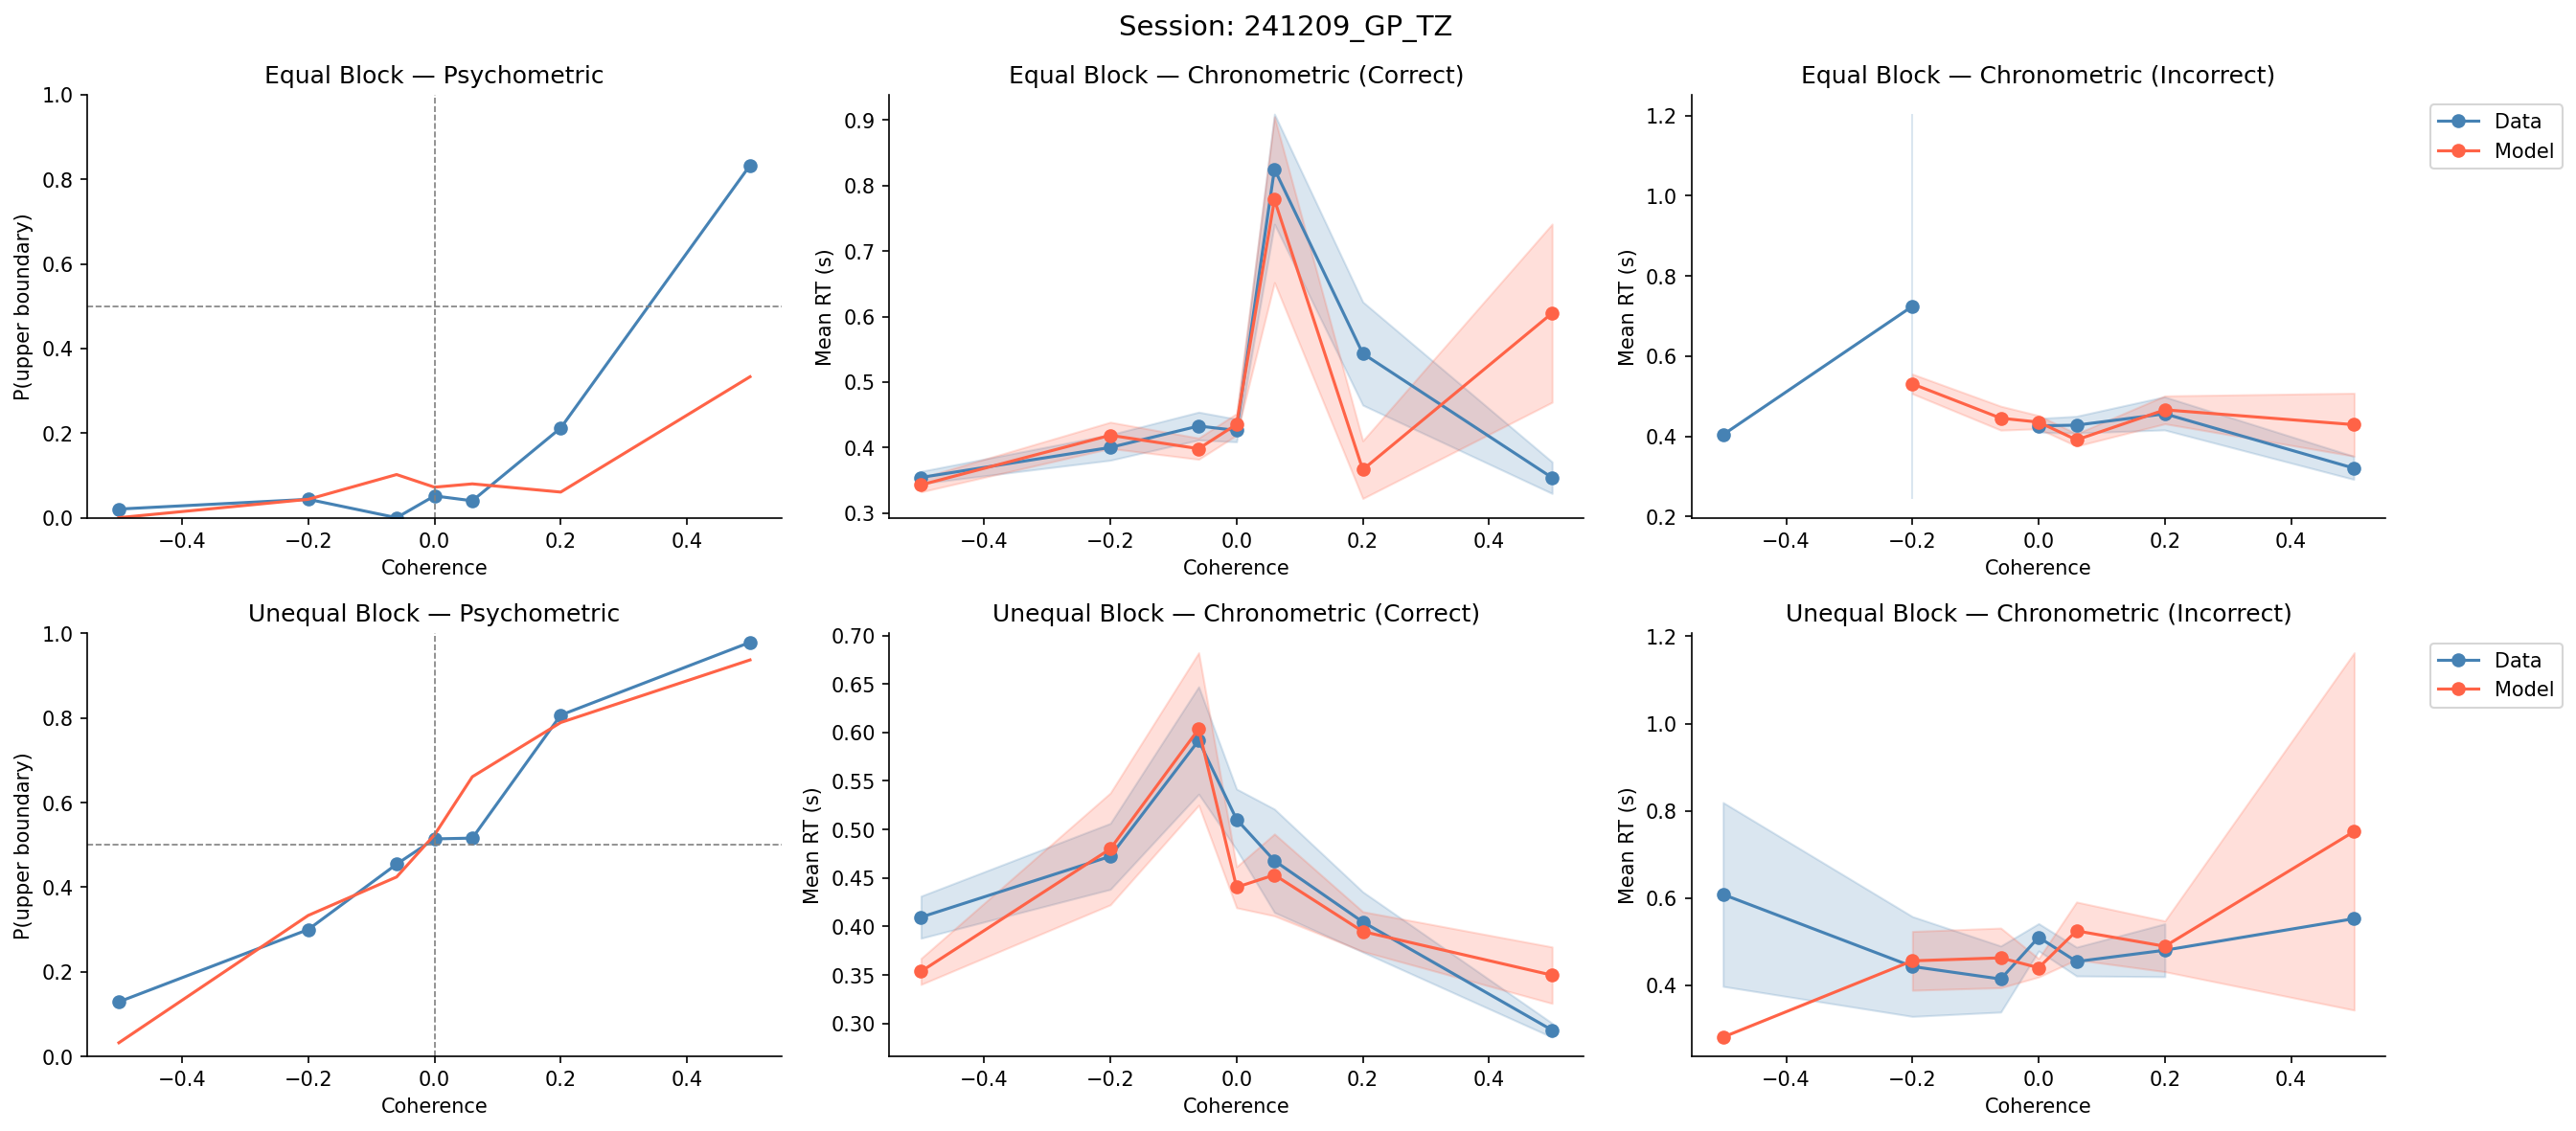 Session: 241209_GP_TZ
Equal Block — Psychometric
P(upper boundary)
1.0
0.8
0.6
0.4
0.2
0.0
−0.4 −0.2 0.0 0.2 0.4
Coherence
Equal Block — Chronometric (Correct)
Mean RT (s)
0.9
0.8
0.7
0.6
0.5
0.4
0.3
−0.4 −0.2 0.0 0.2 0.4
Coherence
Equal Block — Chronometric (Incorrect)
Mean RT (s)
1.2
1.0
0.8
0.6
0.4
0.2
−0.4 −0.2 0.0 0.2 0.4
Coherence
Data
Model
Unequal Block — Psychometric
P(upper boundary)
1.0
0.8
0.6
0.4
0.2
0.0
−0.4 −0.2 0.0 0.2 0.4
Coherence
Unequal Block — Chronometric (Correct)
Mean RT (s)
0.70
0.65
0.60
0.55
0.50
0.45
0.40
0.35
0.30
−0.4 −0.2 0.0 0.2 0.4
Coherence
Unequal Block — Chronometric (Incorrect)
Mean RT (s)
1.2
1.0
0.8
0.6
0.4
−0.4 −0.2 0.0 0.2 0.4
Coherence
Data
Model